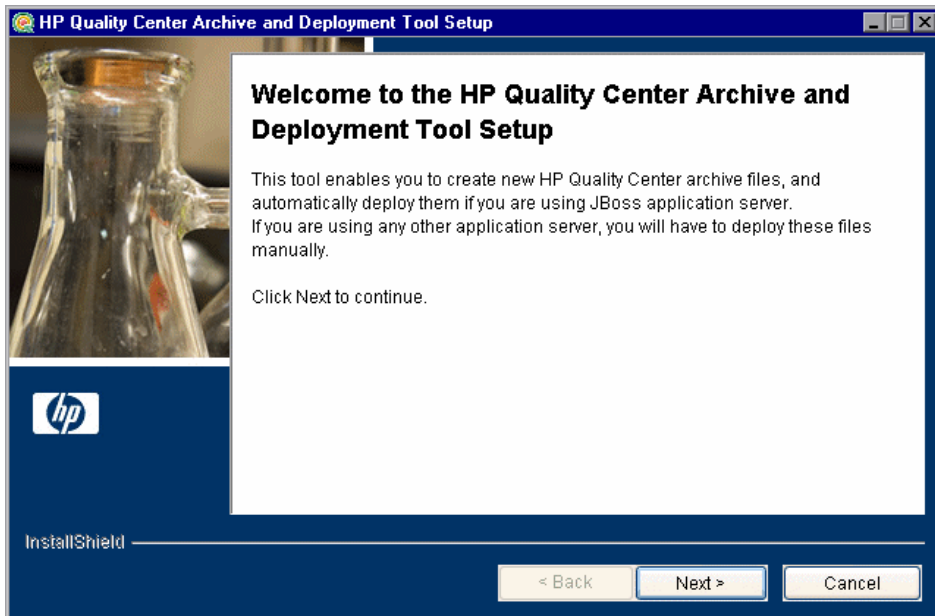 HP Quality Center Archive and Deployment Tool Setup
Welcome to the HP Quality Center Archive and
Deployment Tool Setup
This tool enables you to create new HP Quality Center archive files, and
automatically deploy them if you are using JBoss application server.
If you are using any other application server, you will have to deploy these files
manually.
Click Next to continue.
hp
InstallShield
< Back
Next >
Cancel